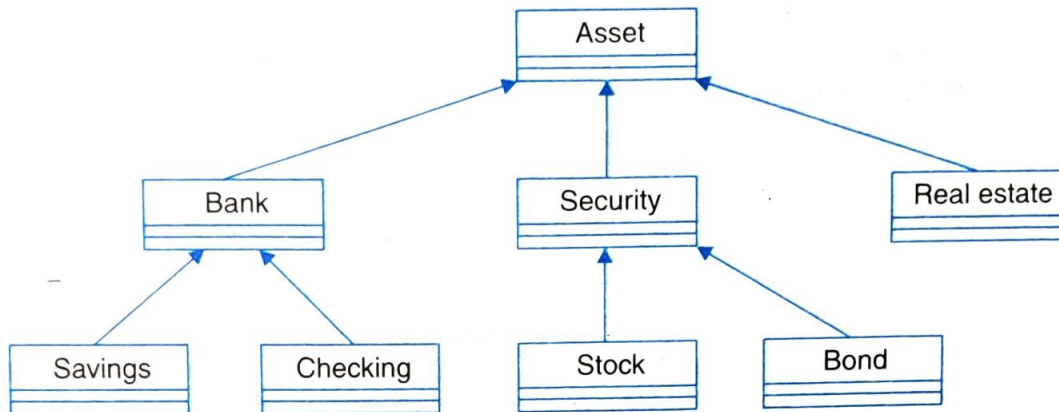 Asset
Bank
Security
Real estate
Savings
Checking
Stock
Bond